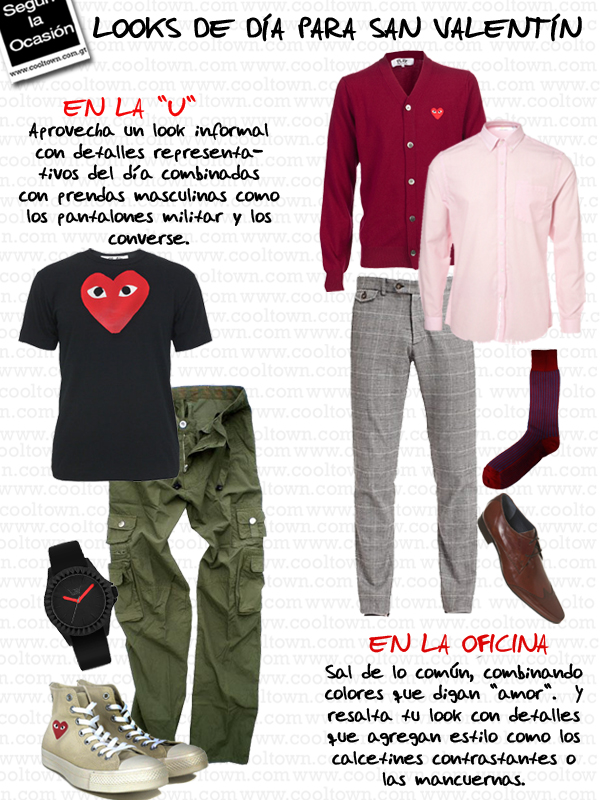 Según
la
Ocasión
www.cooltown.com.gt
LOOKS DE DÍA PARA SAN VALENTÍN
EN LA "U"
Aprovecha un look informal
con detalles representa-
tivos del día combinadas
con prendas masculinas como
los pantalones militar y los
converse.
EN LA OFICINA
Sal de lo común, combinando
colores que digan "amor". Y
resalta tu look con detalles
que agregan estilo como los
calcetines contrastantes o
las mancuernas.